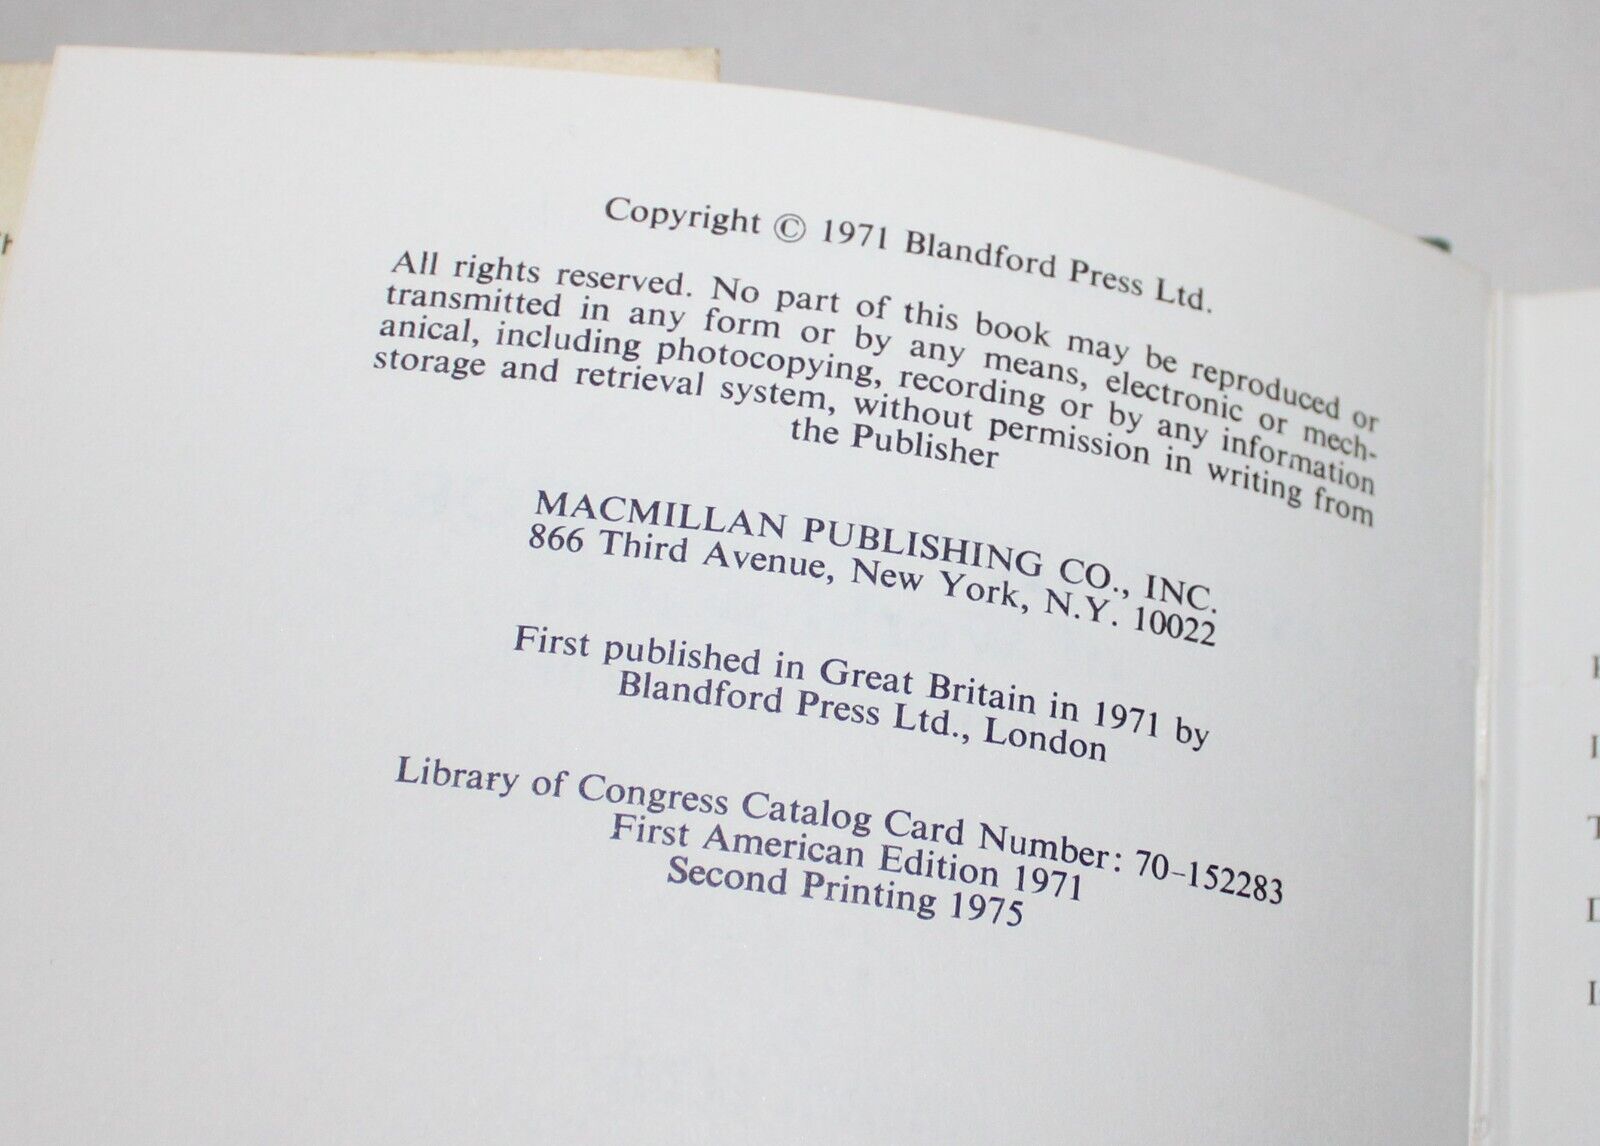 Copyright © 1971 Blandford Press Ltd.
All rights reserved. No part of this book may be reproduced or
transmitted in any form or by any means, electronic or mech-
anical, including photocopying, recording or by any information
storage and retrieval system, without permission in writing from
the Publisher
MACMILLAN PUBLISHING CO., INC.
866 Third Avenue, New York, N.Y. 10022
First published in Great Britain in 1971 by
Blandford Press Ltd., London
Library of Congress Catalog Card Number: 70-152283
First American Edition 1971
Second Printing 1975